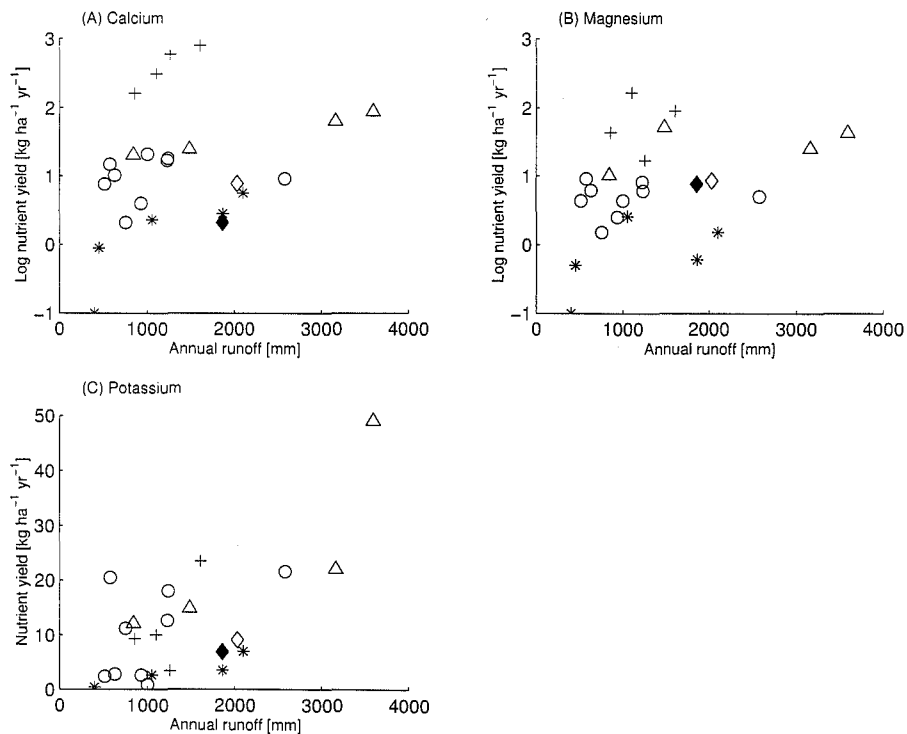 (A) Calcium
3
2
1
0
−1
0 1000 2000 3000 4000
Annual runoff [mm]
Log nutrient yield [kg ha⁻¹ yr⁻¹]
(B) Magnesium
3
2
1
0
−1
0 1000 2000 3000 4000
Annual runoff [mm]
Log nutrient yield [kg ha⁻¹ yr⁻¹]
(C) Potassium
50
40
30
20
10
0
0 1000 2000 3000 4000
Annual runoff [mm]
Nutrient yield [kg ha⁻¹ yr⁻¹]